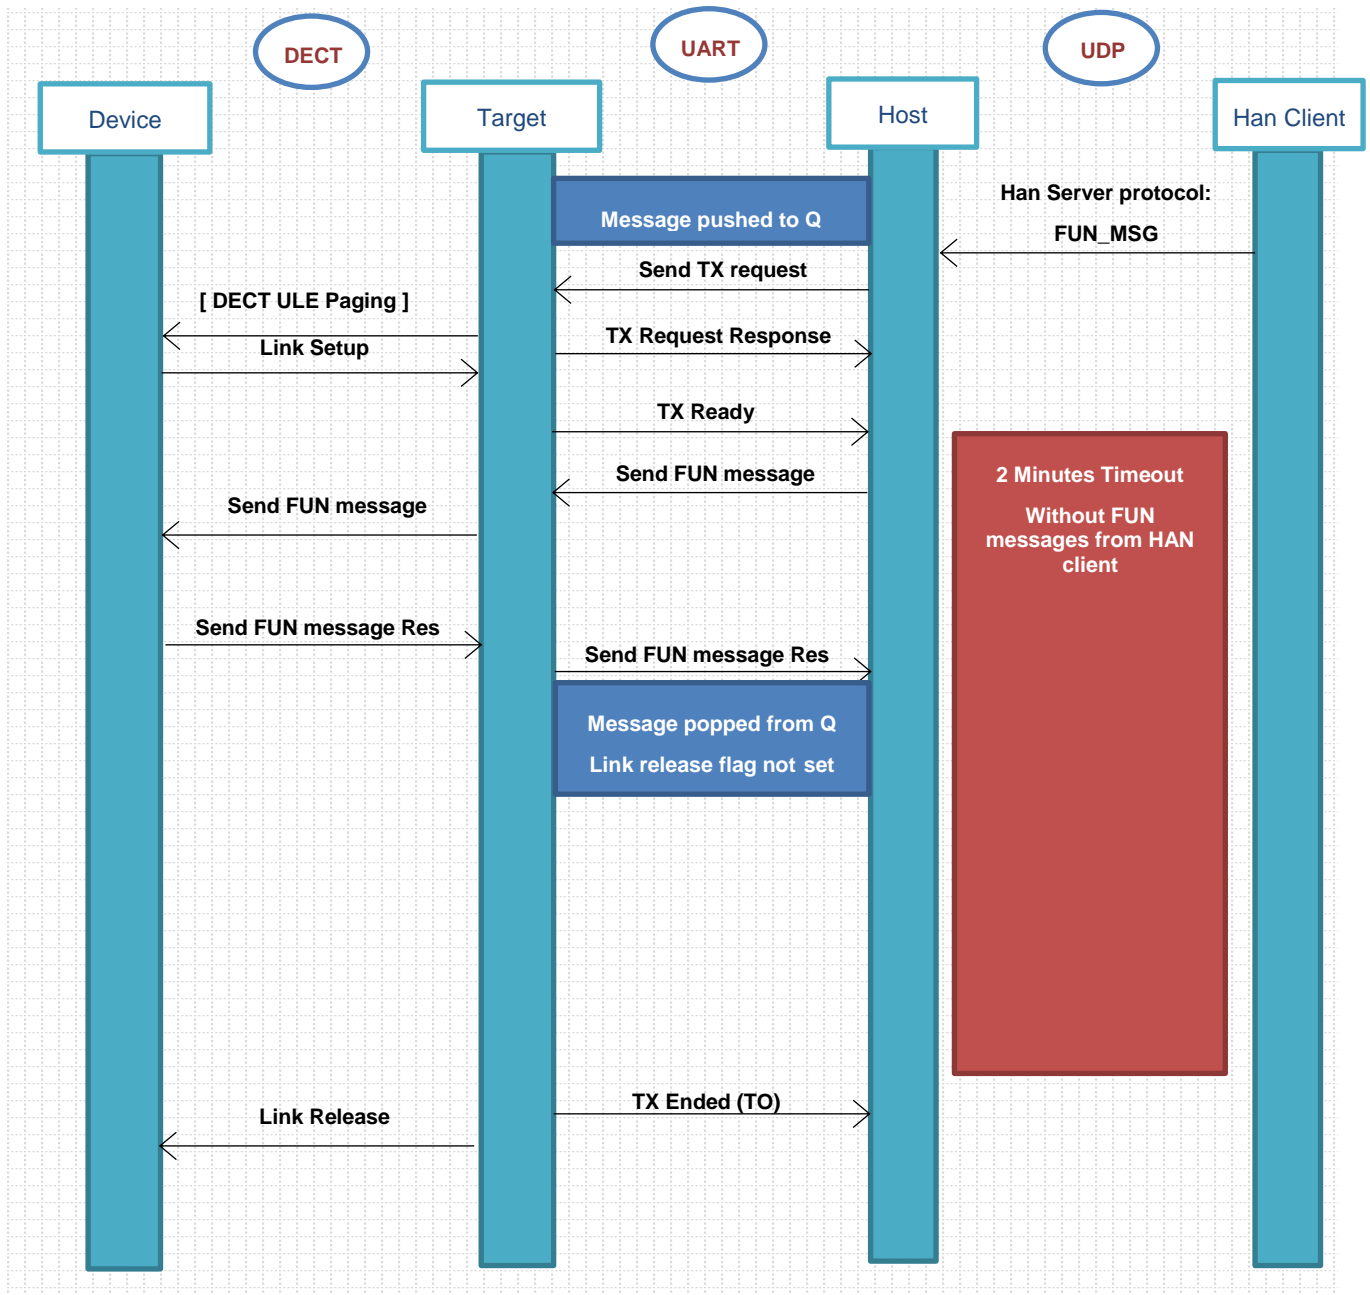 DECT
UART
UDP
Device
Target
Host
Han Client
Han Server protocol:
Message pushed to Q
FUN_MSG
Send TX request
[ DECT ULE Paging ]
TX Request Response
Link Setup
TX Ready
Send FUN message
2 Minutes Timeout
Send FUN message
Without FUN
messages from HAN
client
Send FUN message Res
Send FUN message Res
Message popped from Q
Link release flag not set
TX Ended (TO)
Link Release